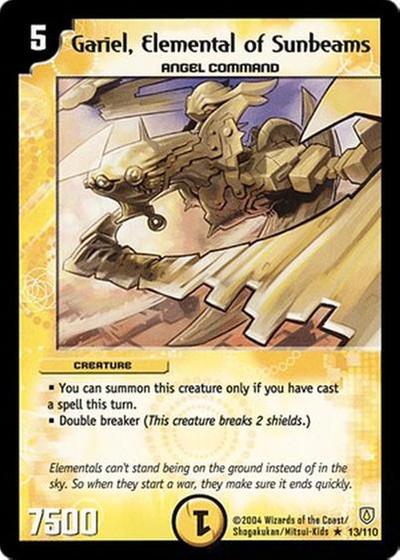 5
Gariel, Elemental of Sunbeams
ANGEL COMMAND
CREATURE
▪ You can summon this creature only if you have cast
a spell this turn.
▪ Double breaker (This creature breaks 2 shields.)
Elementals can't stand being on the ground instead of in the
sky. So when they start a war, they make sure it ends quickly.
7500
1
©2004 Wizards of the Coast/
Shogakukan/Mitsui-Kids ★ 13/110